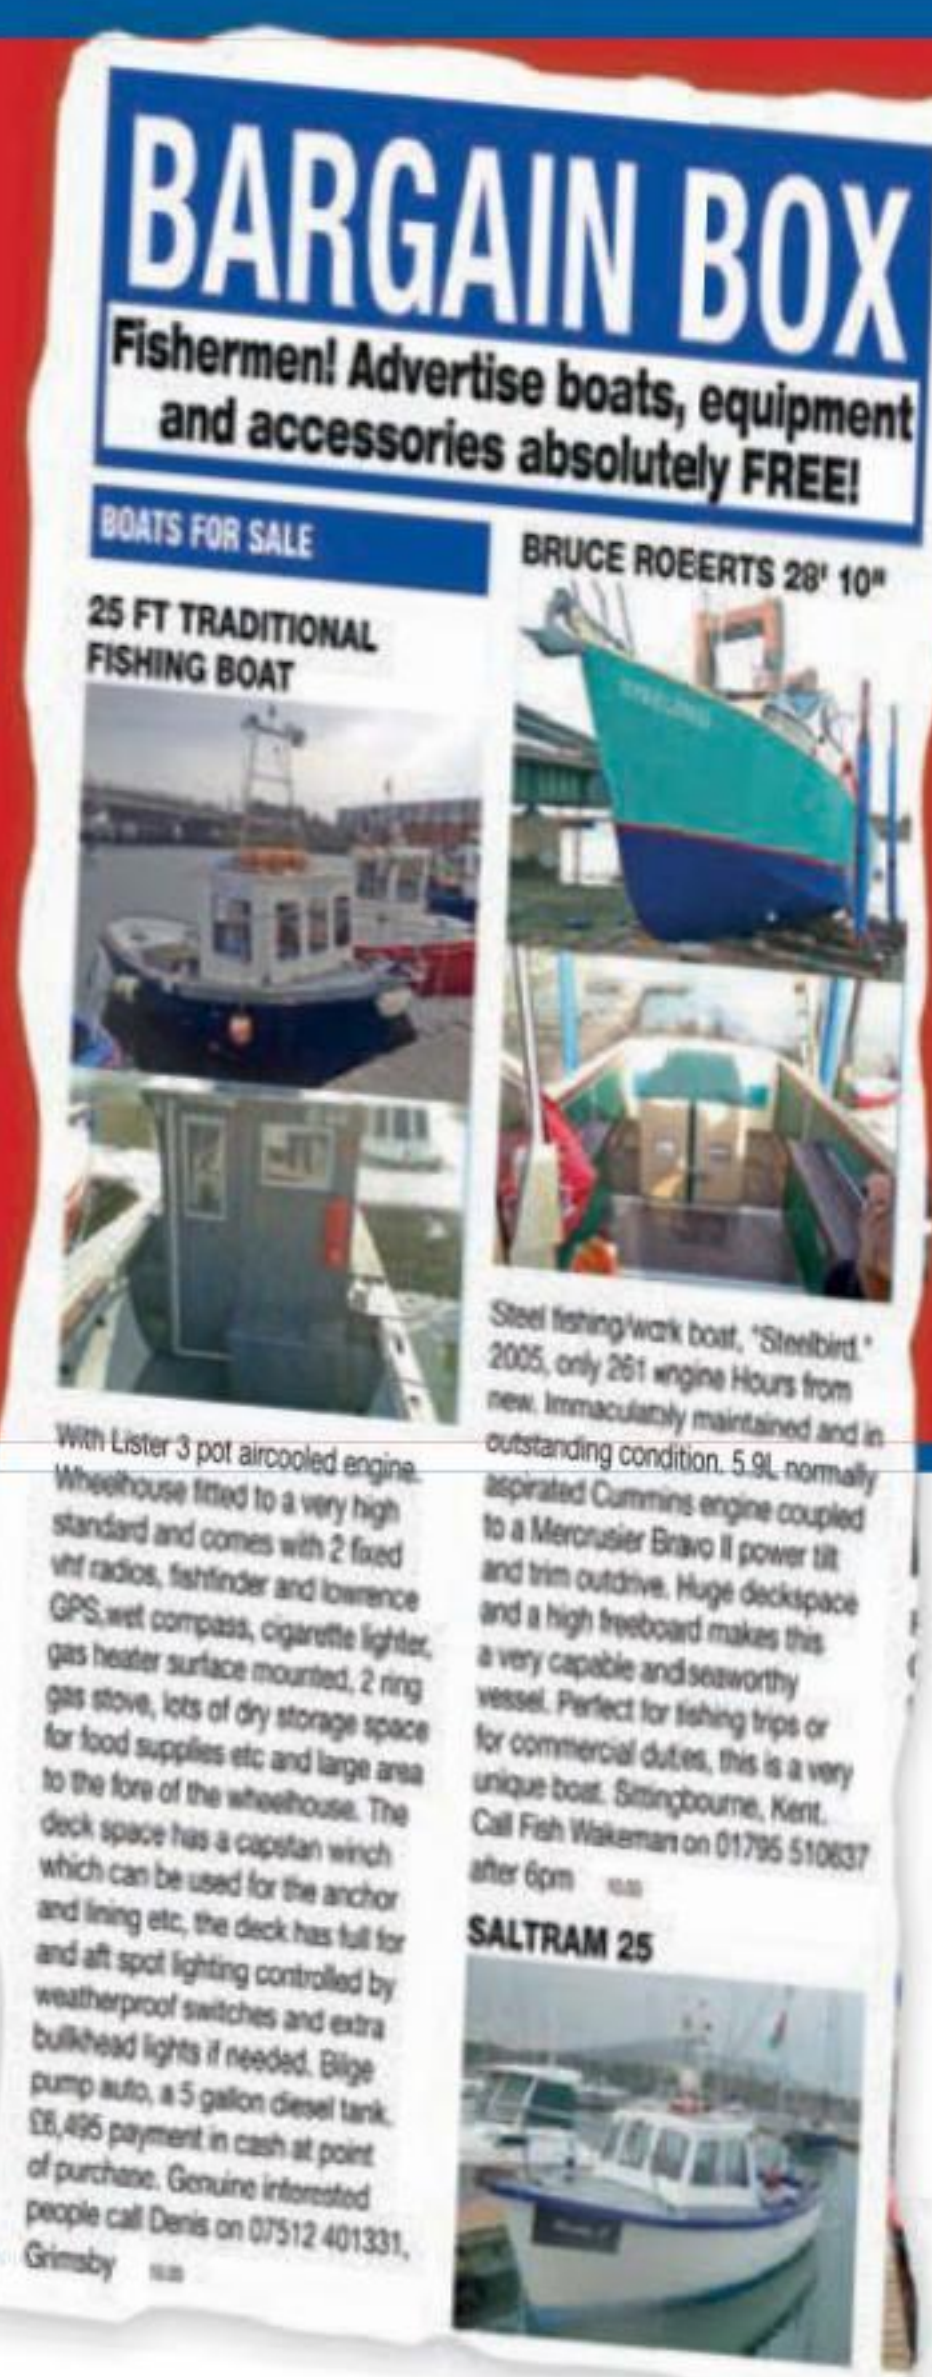 BARGAIN BOX
Fishermen! Advertise boats, equipment
and accessories absolutely FREE!
BOATS FOR SALE
25 FT TRADITIONAL
FISHING BOAT
With Lister 3 pot aircooled engine.
Wheelhouse fitted to a very high
standard and comes with 2 fixed
vhf radios, fishfinder and lowrence
GPS,wet compass, cigarette lighter,
gas heater surface mounted, 2 ring
gas stove, lots of dry storage space
for food supplies etc and large area
to the fore of the wheelhouse. The
deck space has a capstan winch
which can be used for the anchor
and lining etc, the deck has full for
and aft spot lighting controlled by
weatherproof switches and extra
bullkhead lights if needed. Bilge
pump auto, a 5 gallon diesel tank.
£6,495 payment in cash at point
of purchase. Genuine interested
people call Denis on 07512 401331,
Grimsby
BRUCE ROBERTS 28' 10"
Steel fishing/work boat, "Steelbird."
2005, only 261 engine Hours from
new. Immaculately maintained and in
outstanding condition. 5.9L normally
aspirated Cummins engine coupled
to a Mercrusier Bravo II power tilt
and trim outdrive. Huge deckspace
and a high freeboard makes this
a very capable and seaworthy
vessel. Perfect for fishing trips or
for commercial duties, this is a very
unique boat. Sittingbourne, Kent.
Call Fish Wakeman on 01795 510637
after 6pm
SALTRAM 25